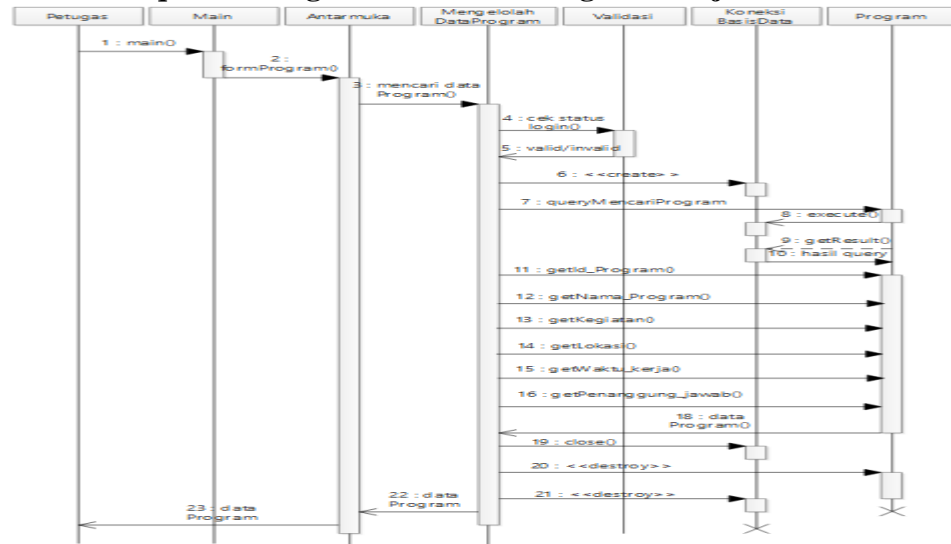 Petugas
Main
Antarmuka
Mengelolah
DataProgram
Validasi
Koneksi
BasisData
Program
1 : main()
2 :
formProgram()
3 : mencari data
Program()
4 : cek status
login()
5 : valid/invalid
6 : <<create>>
7 : queryMencariProgram
8 : execute()
9 : getResult()
10 : hasil query
11 : getId_Program()
12 : getNama_Program()
13 : getKegiatan()
14 : getLokasi()
15 : getWaktu_kerja()
16 : getPenanggung_jawab()
18 : data
Program()
19 : close()
20 : <<destroy>>
21 : <<destroy>>
22 : data
Program
23 : data
Program